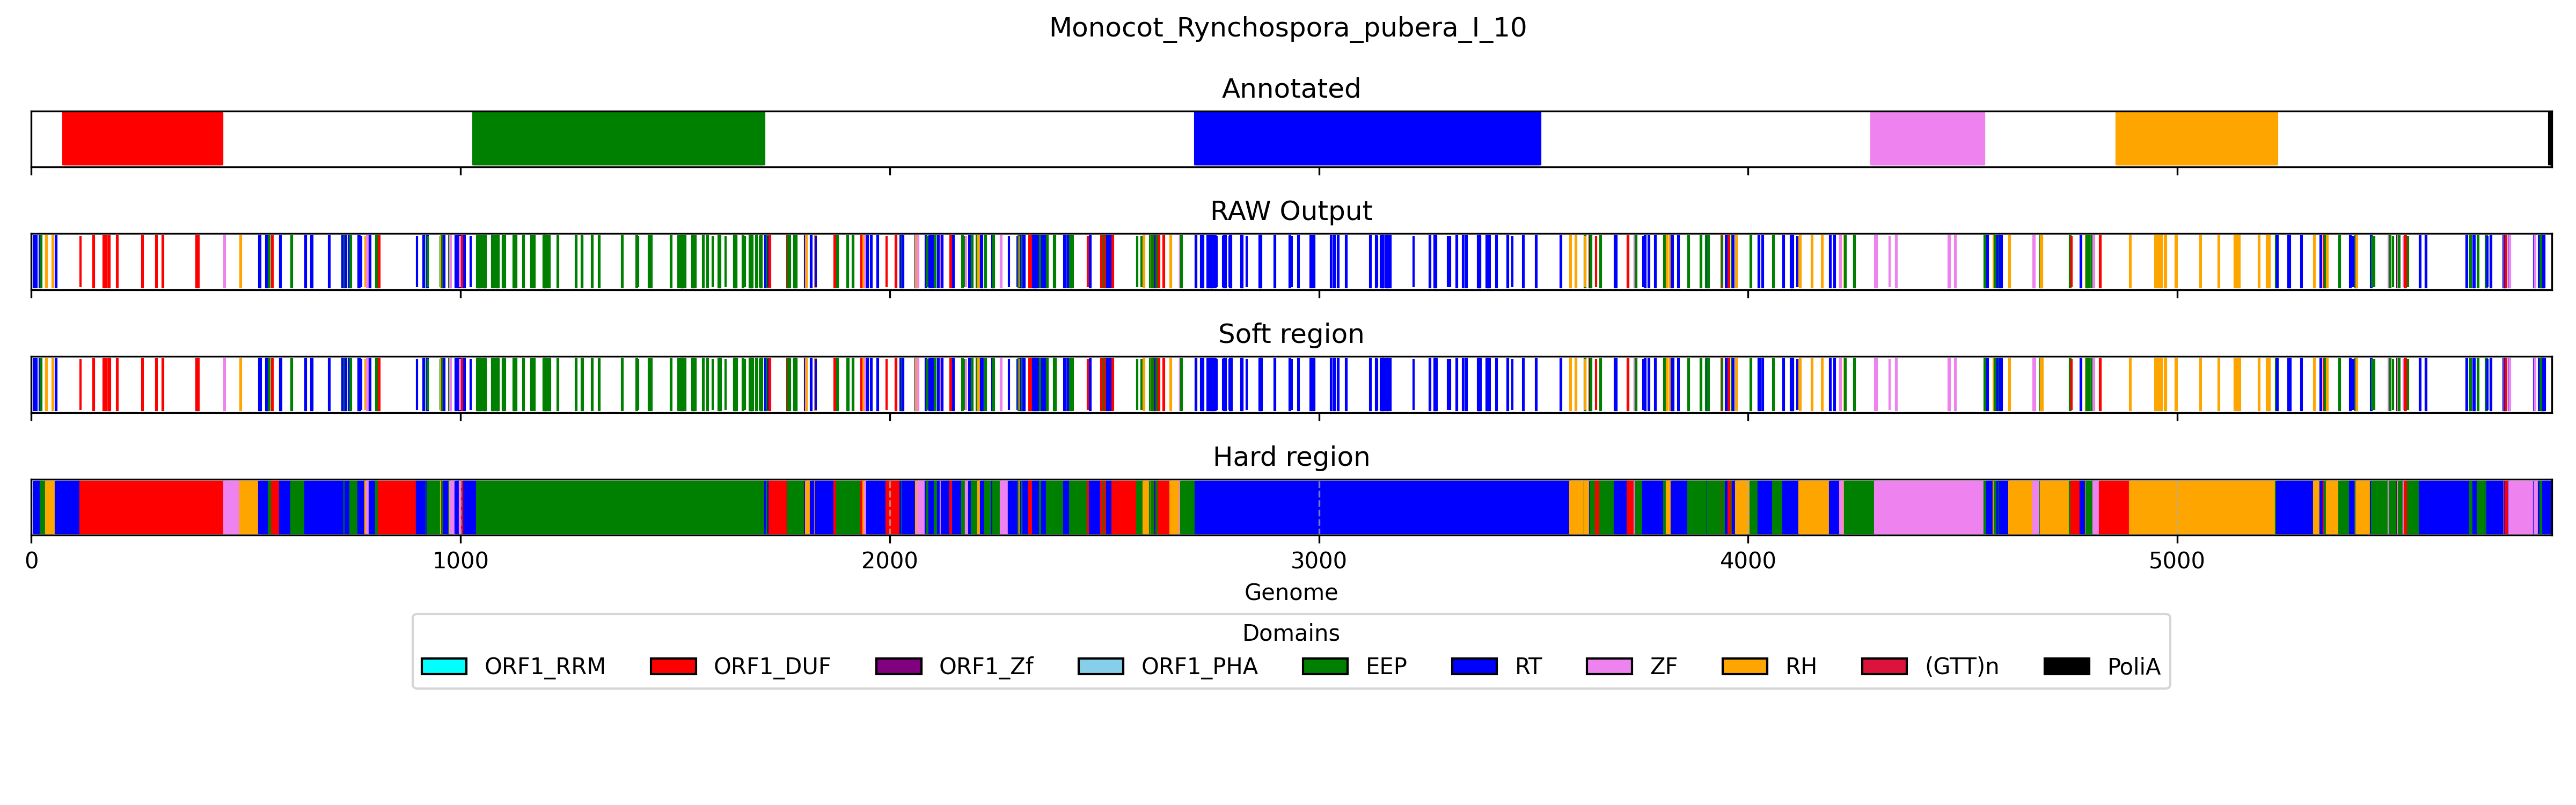 Monocot_Rynchospora_pubera_I_10
Annotated
RAW Output
Soft region
Hard region
0 1000 2000 3000 4000 5000
Genome
Domains
ORF1_RRM ORF1_DUF ORF1_Zf ORF1_PHA EEP RT ZF RH (GTT)n PoliA